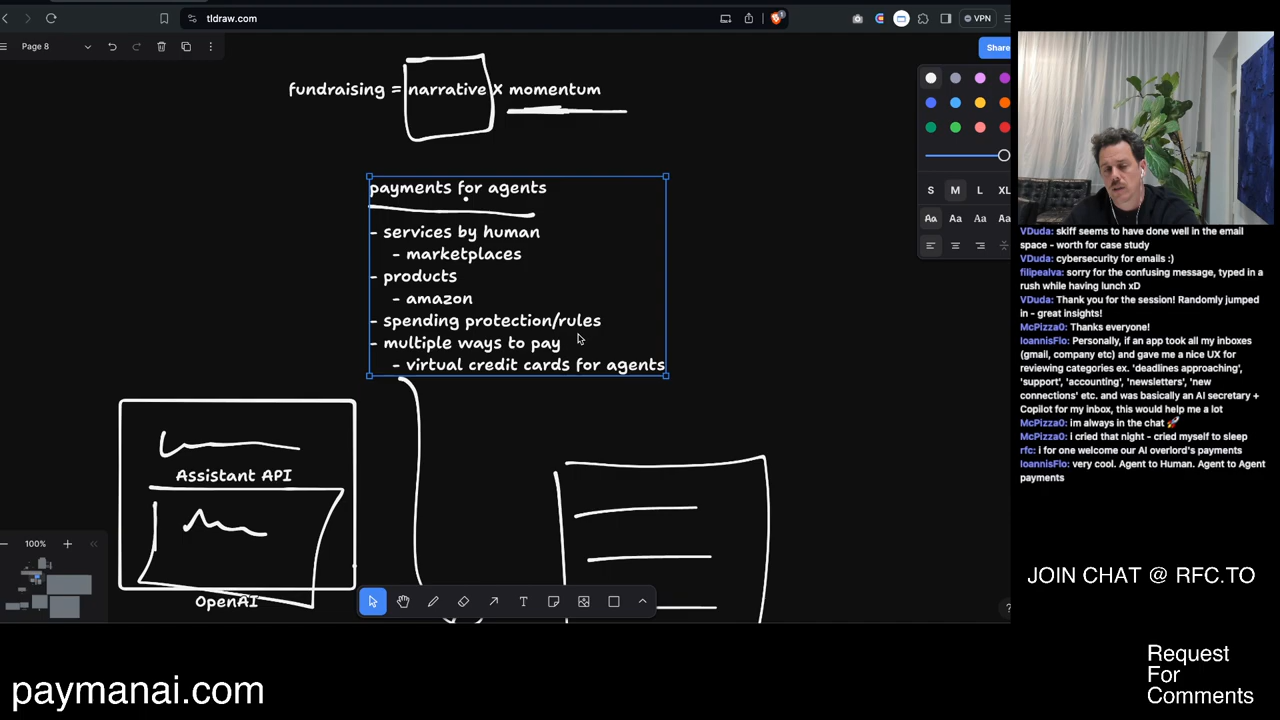 tldraw.com
VPN
Page 8
Share
fundraising = narrative x momentum
payments for agents
- services by human
- marketplaces
- products
- amazon
- spending protection/rules
- multiple ways to pay
- virtual credit cards for agents
S M L XL
Aa Aa Aa Aa
Assistant API
OpenAI
100%
?
VDuda: skiff seems to have done well in the email
space - worth for case study
VDuda: cybersecurity for emails :)
filipealva: sorry for the confusing message, typed in a
rush while having lunch xD
VDuda: Thank you for the session! Randomly jumped
in - great insights!
McPizza0: Thanks everyone!
IoannisFlo: Personally, if an app took all my inboxes
(gmail, company etc) and gave me a nice UX for
reviewing categories ex. 'deadlines approaching',
'support', 'accounting', 'newsletters', 'new
connections' etc. and was basically an AI secretary +
Copilot for my inbox, this would help me a lot
McPizza0: im always in the chat 🚀
McPizza0: i cried that night - cried myself to sleep
rfc: i for one welcome our AI overlord's payments
IoannisFlo: very cool. Agent to Human. Agent to Agent
payments
JOIN CHAT @ RFC.TO
Request
For
Comments
paymanai.com